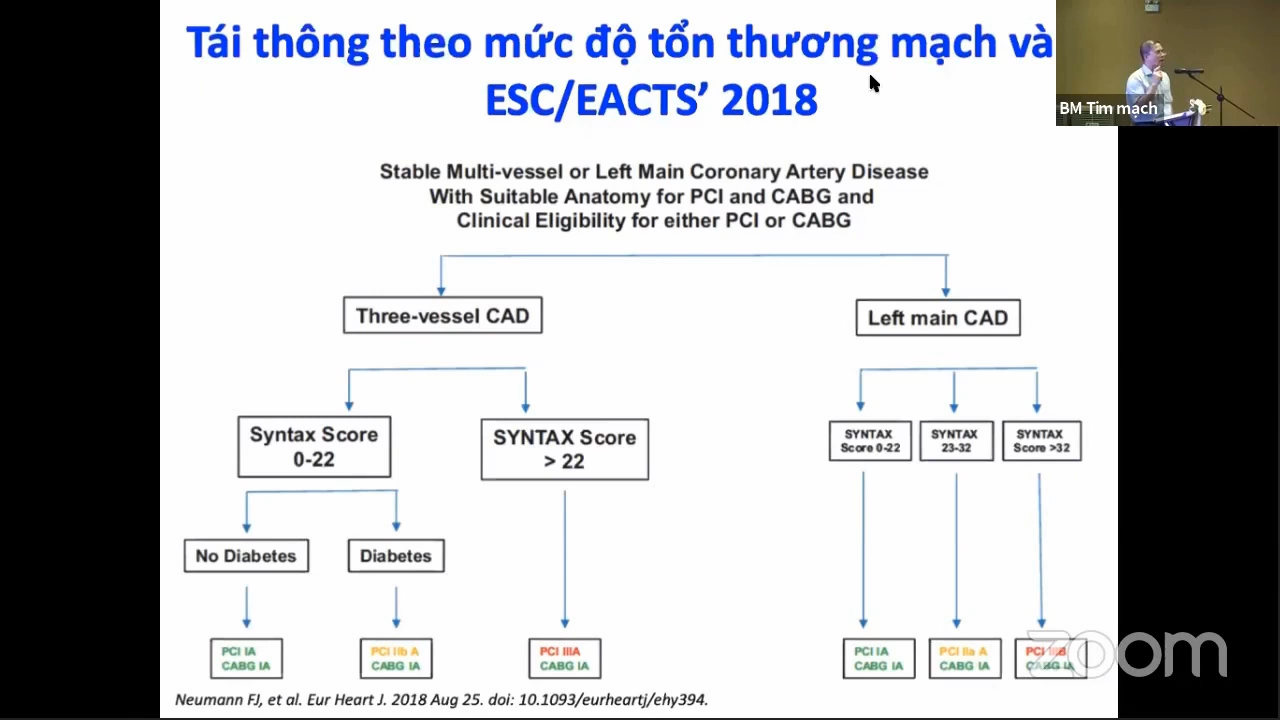 Tái thông theo mức độ tổn thương mạch và
ESC/EACTS’ 2018
BM Tim mach
Stable Multi-vessel or Left Main Coronary Artery Disease
With Suitable Anatomy for PCI and CABG and
Clinical Eligibility for either PCI or CABG
Three-vessel CAD
Left main CAD
Syntax Score
0-22
SYNTAX Score
> 22
SYNTAX
Score 0-22
SYNTAX
23-32
SYNTAX
Score >32
No Diabetes
Diabetes
PCI IA
CABG IA
PCI IIb A
CABG IA
PCI IIIA
CABG IA
PCI IA
CABG IA
PCI IIa A
CABG IA
PCI IIIB
CABG IA
zoom
Neumann FJ, et al. Eur Heart J. 2018 Aug 25. doi: 10.1093/eurheartj/ehy394.